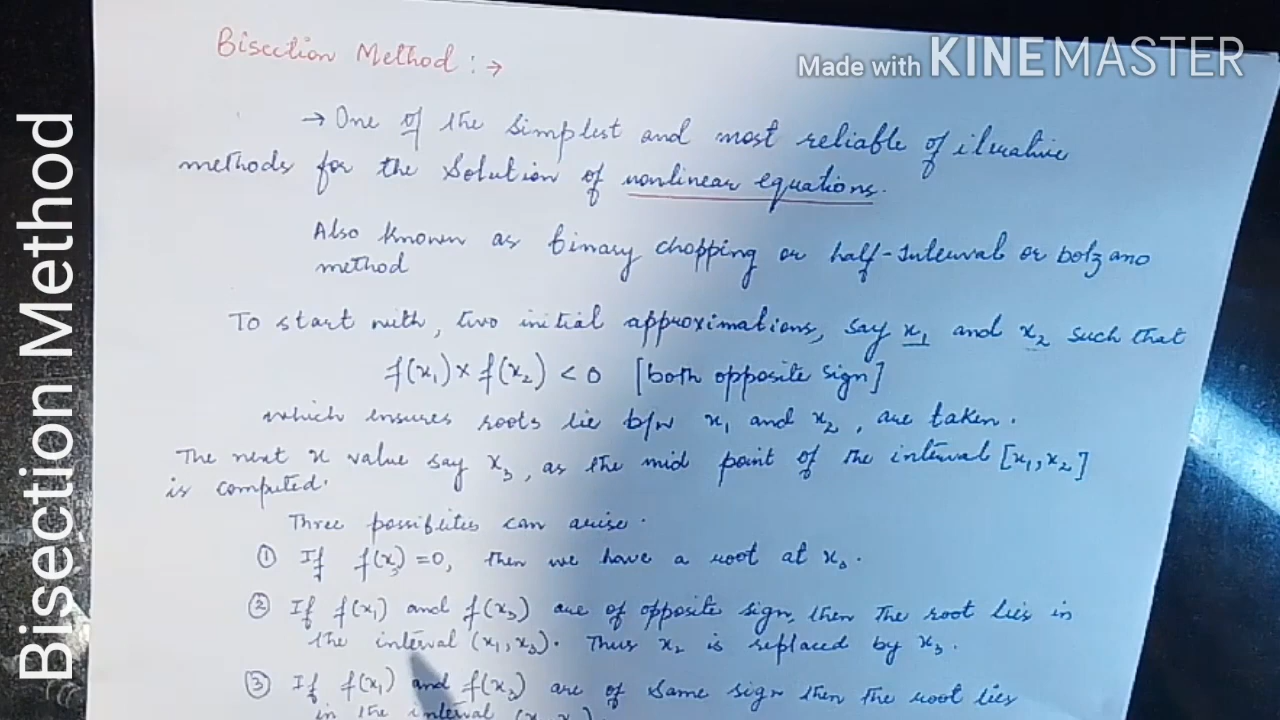 Bisection Method
Made with KINEMASTER
Bisection Method : →
→ One of the simplest and most reliable of iterative
methods for the solution of nonlinear equations.
Also known as binary chopping or half-Interval or bolzano
method
To start with, two initial approximations, say x₁ and x₂ such that
f(x₁) × f(x₂) < 0 [both opposite sign]
which ensures roots lie b/w x₁ and x₂, are taken.
The next x value say x₃, as the mid point of the interval [x₁, x₂]
is computed.
Three possiblities can arise.
① If f(x₃) = 0, then we have a root at x₃.
② If f(x₁) and f(x₃) are of opposite sign, then the root lies in
the interval (x₁, x₃). Thus x₂ is replaced by x₃.
③ If f(x₁) and f(x₃) are of same sign then the root lies
in the interval